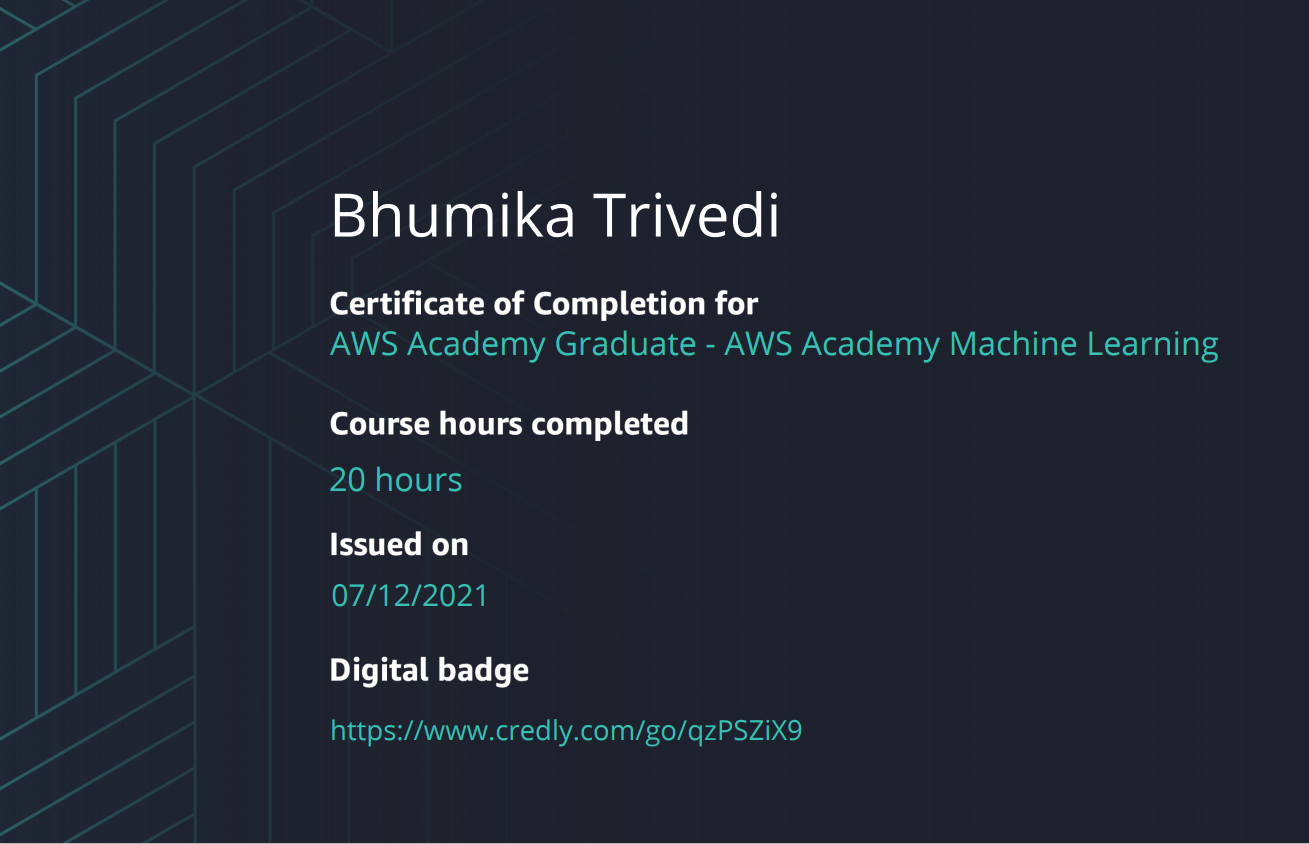 Bhumika Trivedi
Certificate of Completion for
AWS Academy Graduate - AWS Academy Machine Learning
Course hours completed
20 hours
Issued on
07/12/2021
Digital badge
https://www.credly.com/go/qzPSZiX9